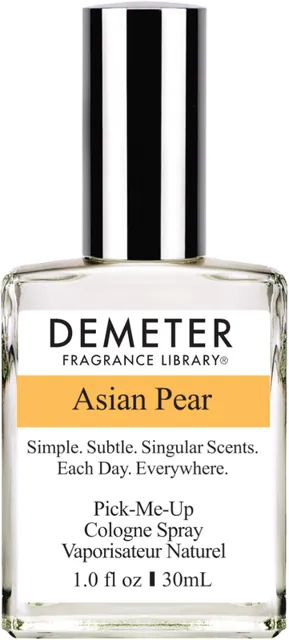 DEMETER
FRAGRANCE LIBRARY®
Asian Pear
Simple. Subtle. Singular Scents.
Each Day. Everywhere.
Pick-Me-Up
Cologne Spray
Vaporisateur Naturel
1.0 fl oz ▌30mL